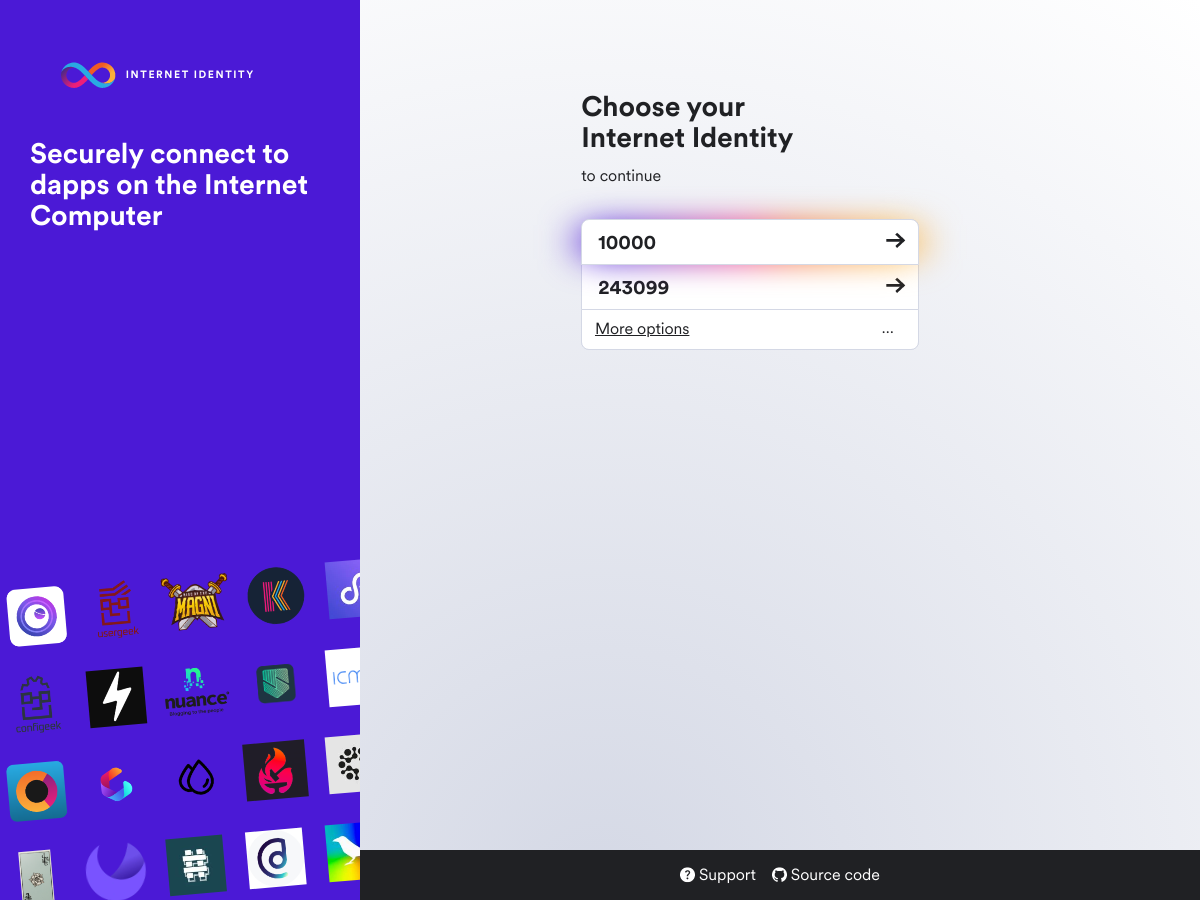 INTERNET IDENTITY
Securely connect to
dapps on the Internet
Computer
Choose your
Internet Identity
to continue
10000
243099
More options
...
MAGNI
nuance
Support
Source code